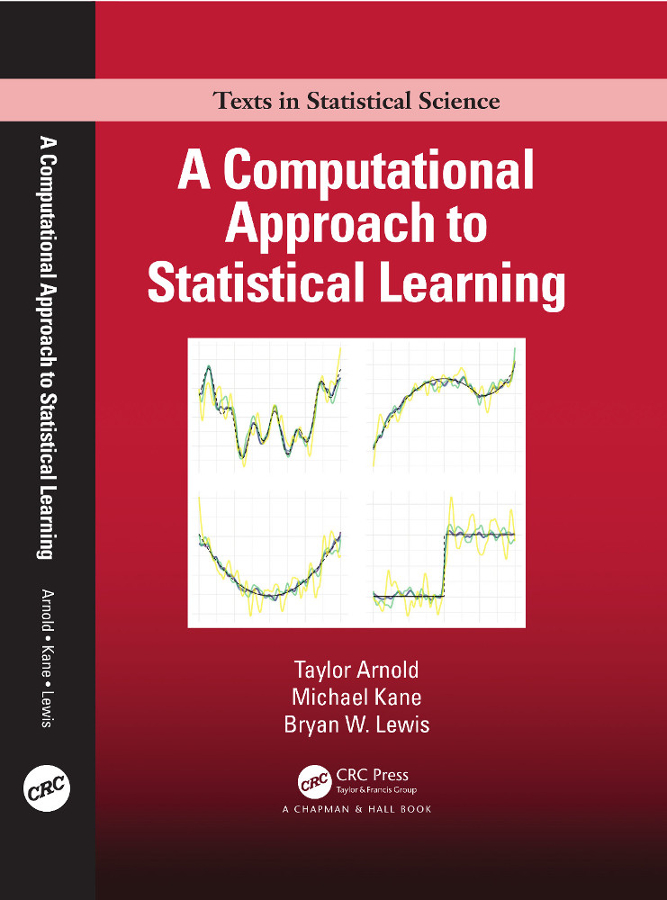 Texts in Statistical Science
A Computational
Approach to
Statistical Learning
Taylor Arnold
Michael Kane
Bryan W. Lewis
CRC
CRC Press
Taylor & Francis Group
A CHAPMAN & HALL BOOK
A Computational Approach to Statistical Learning
Arnold • Kane • Lewis
CRC